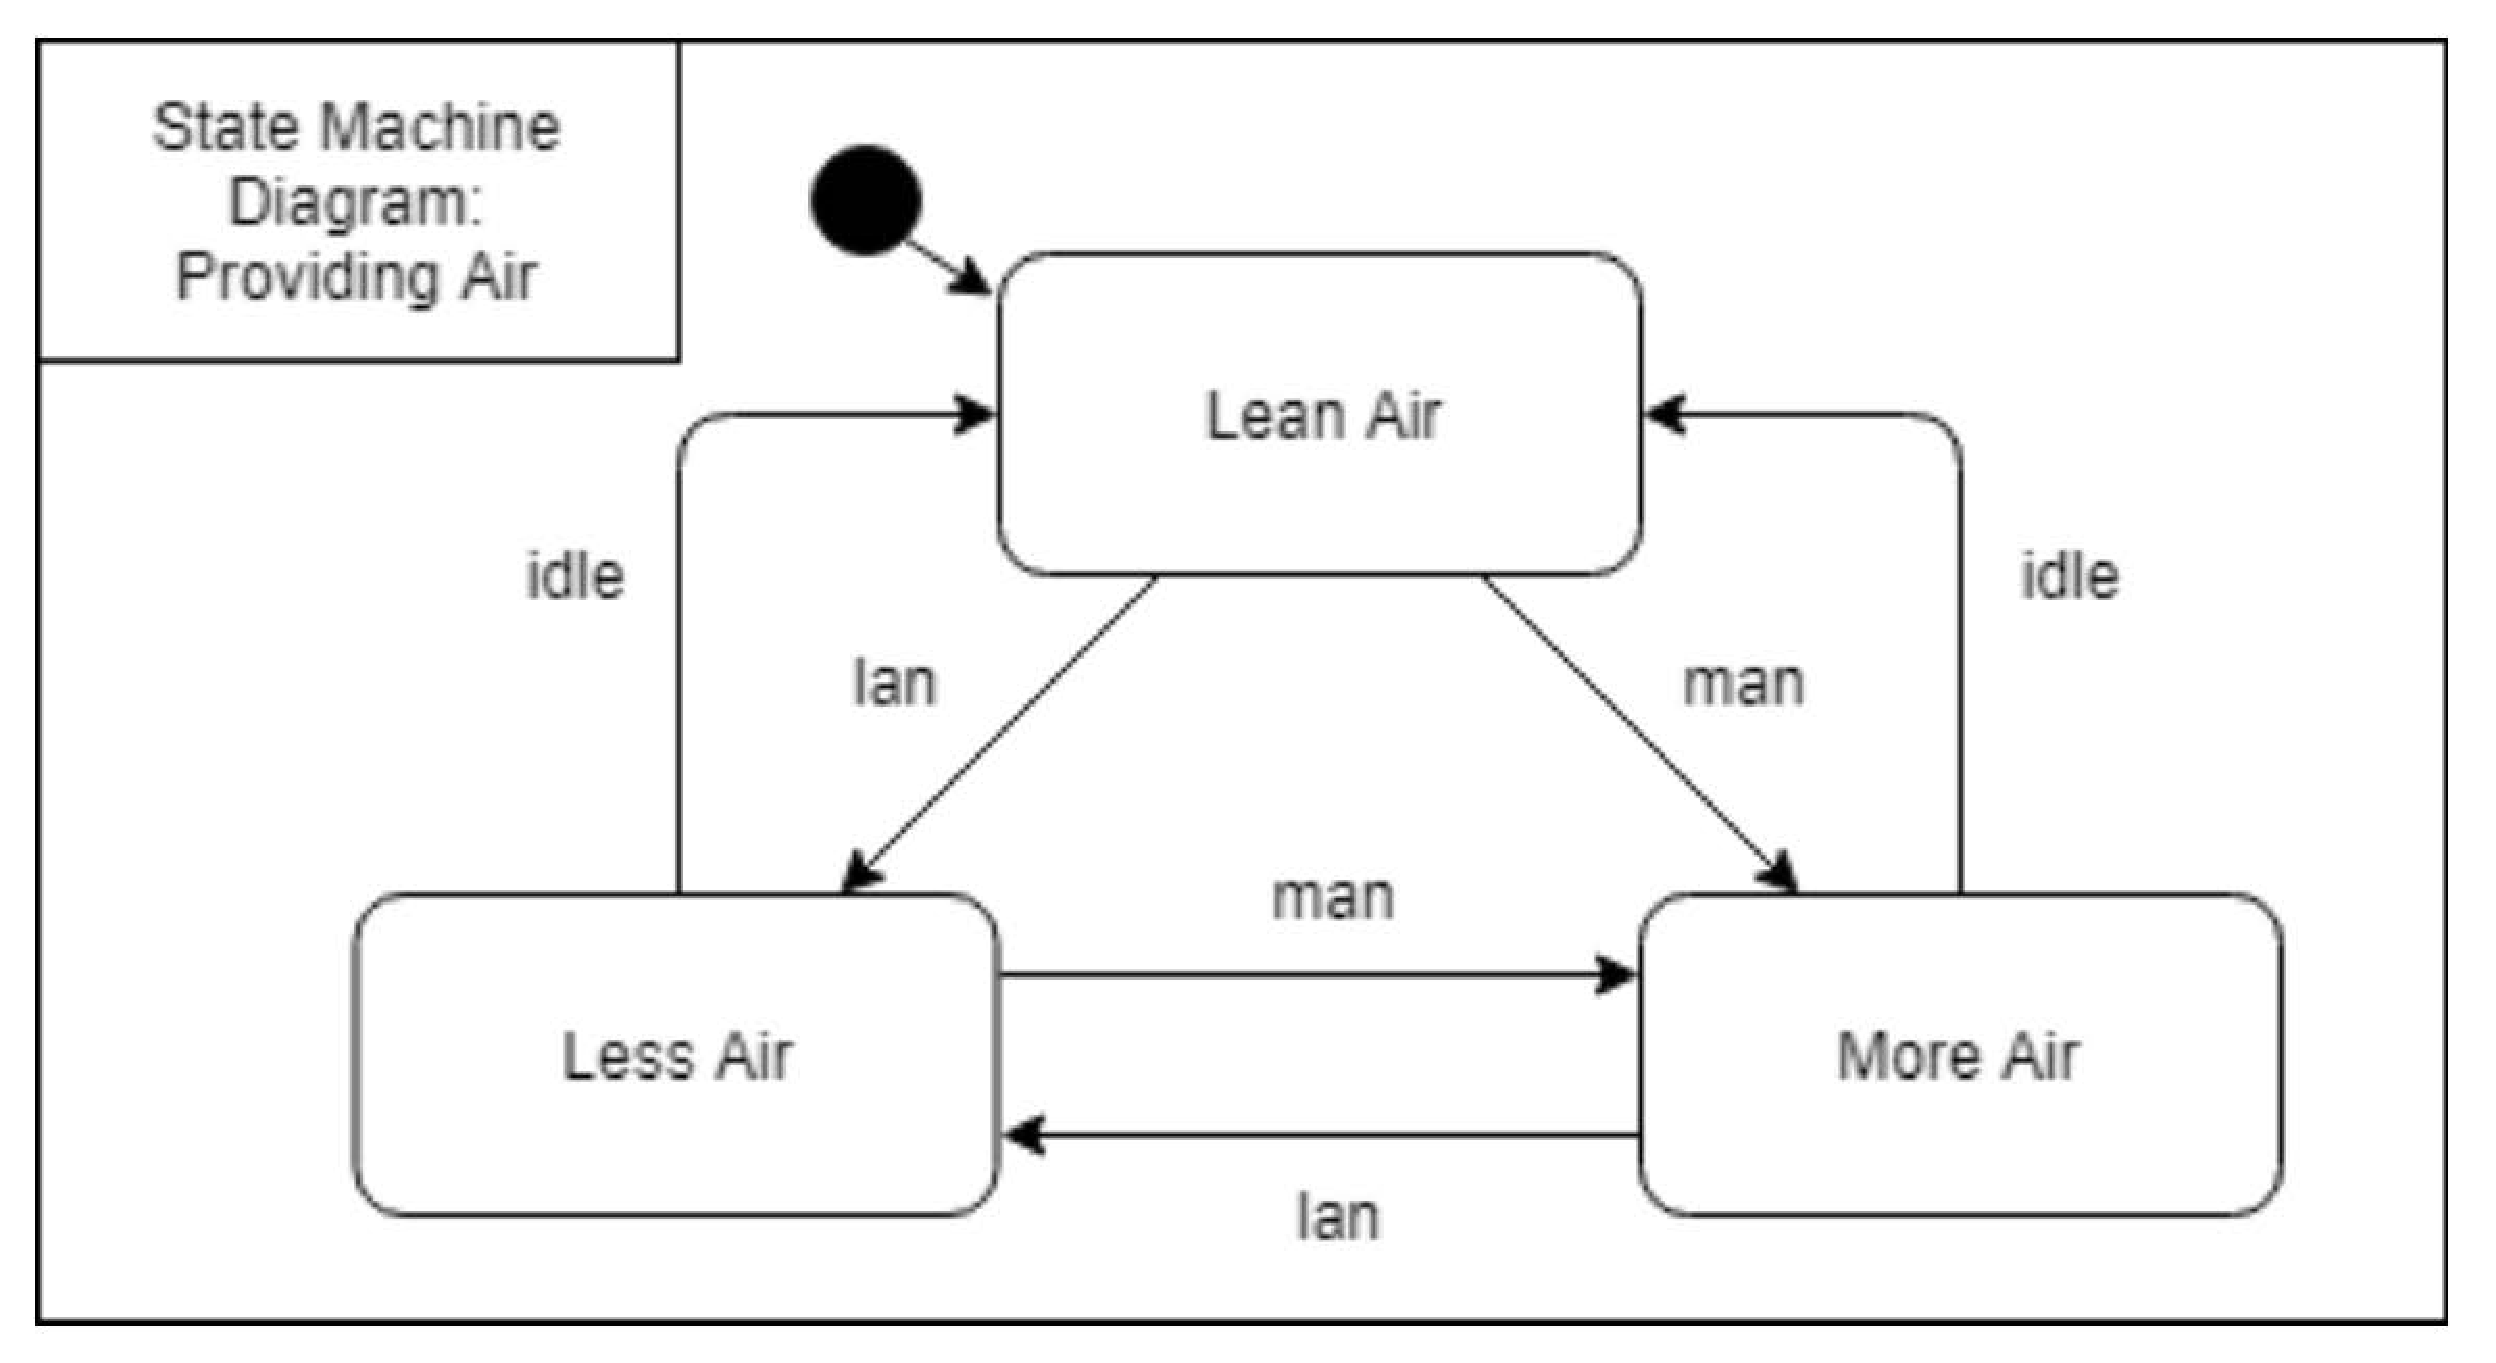 State Machine
Diagram:
Providing Air
Lean Air
idle
idle
lan
man
man
Less Air
More Air
lan